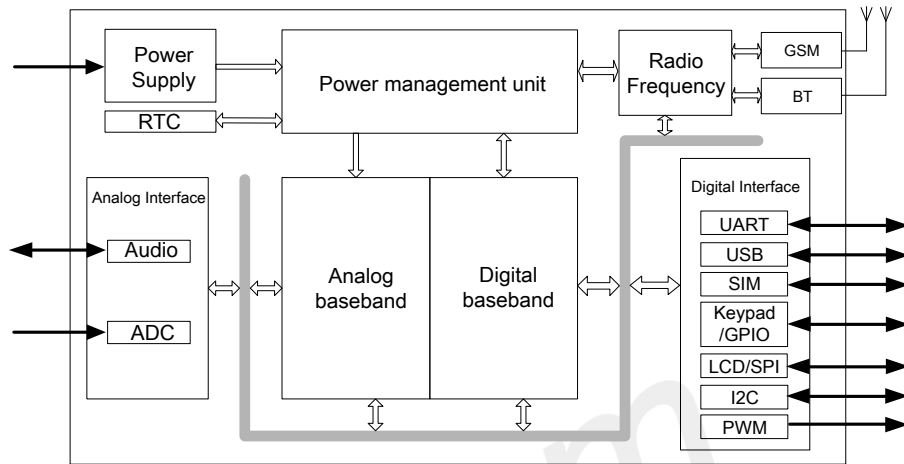 Power
Supply
RTC
Power management unit
Radio
Frequency
GSM
BT
Analog Interface
Audio
ADC
Analog
baseband
Digital
baseband
Digital Interface
UART
USB
SIM
Keypad
/GPIO
LCD/SPI
I2C
PWM